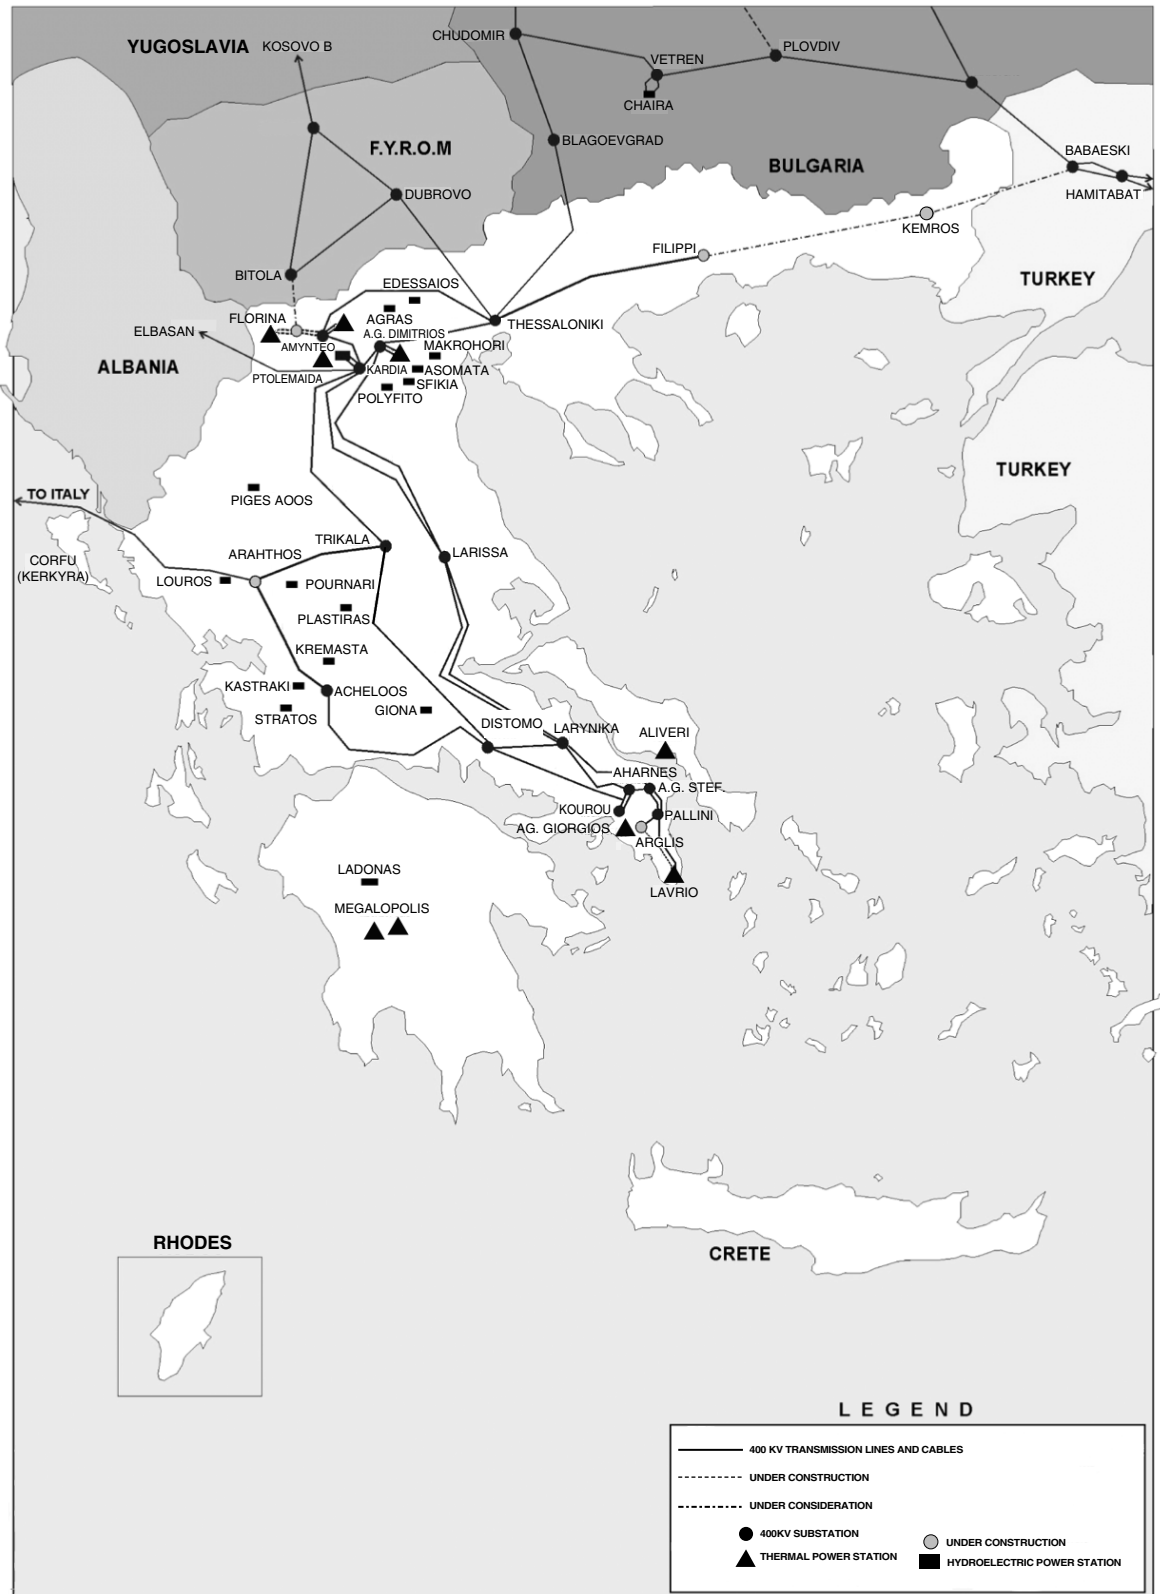 CHUDOMIR
YUGOSLAVIA
KOSOVO B
PLOVDIV
VETREN
CHAIRA
BLAGOEVGRAD
F.Y.R.O.M
BABAESKI
BULGARIA
DUBROVO
HAMITABAT
KEMROS
FILIPPI
BITOLA
TURKEY
EDESSAIOS
FLORINA
AGRAS
THESSALONIKI
ELBASAN
A.G. DIMITRIOS
AMYNTEO
MAKROHORI
ALBANIA
KARDIA
ASOMATA
PTOLEMAIDA
SFIKIA
POLYFITO
TURKEY
TO ITALY
PIGES AOOS
TRIKALA
ARAHTHOS
LARISSA
CORFU
(KERKYRA)
LOUROS
POURNARI
PLASTIRAS
KREMASTA
KASTRAKI
ACHELOOS
STRATOS
GIONA
DISTOMO
LARYNIKA
ALIVERI
AHARNES
A.G. STEF.
KOUROU
PALLINI
AG. GIORGIOS
ARGLIS
LADONAS
LAVRIO
MEGALOPOLIS
RHODES
CRETE
LEGEND
400 KV TRANSMISSION LINES AND CABLES
UNDER CONSTRUCTION
UNDER CONSIDERATION
400KV SUBSTATION
UNDER CONSTRUCTION
THERMAL POWER STATION
HYDROELECTRIC POWER STATION